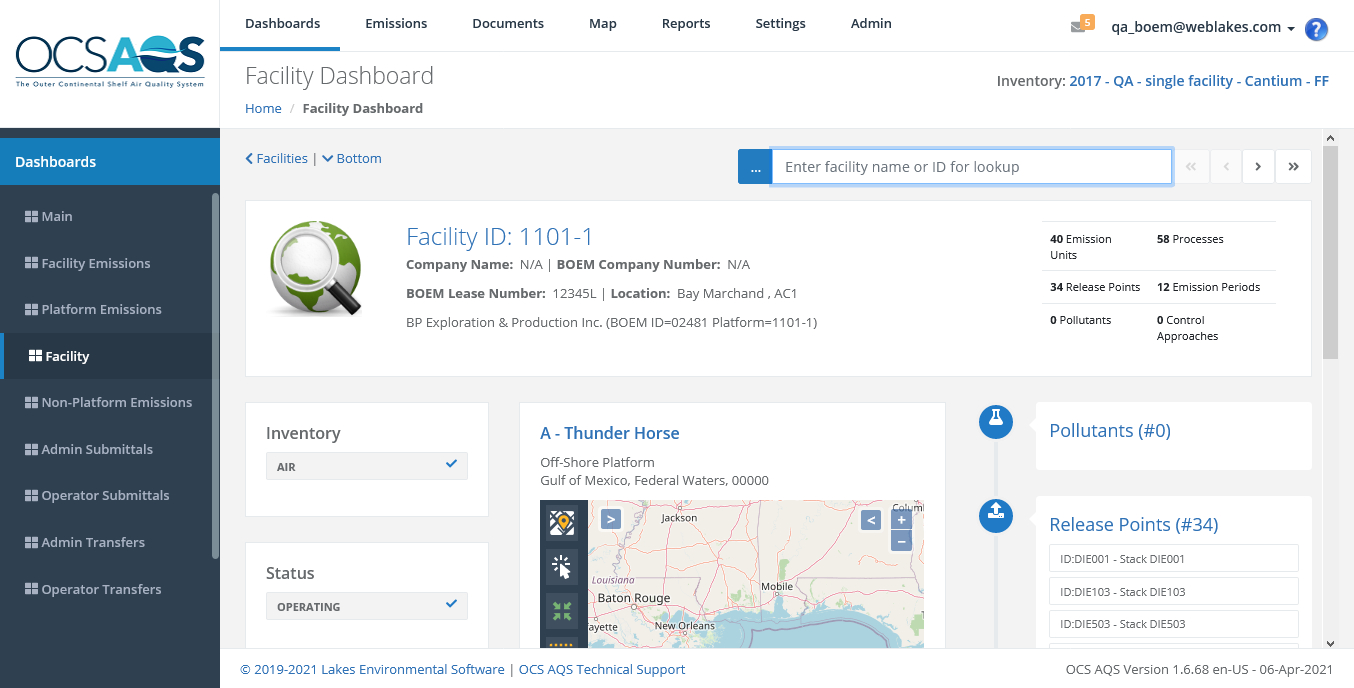 OCSAQS
The Outer Continental Shelf Air Quality System
Dashboards Emissions Documents Map Reports Settings Admin
5 qa_boem@weblakes.com ?
Facility Dashboard
Inventory: 2017 - QA - single facility - Cantium - FF
Home / Facility Dashboard
Dashboards
Main
Facility Emissions
Platform Emissions
Facility
Non-Platform Emissions
Admin Submittals
Operator Submittals
Admin Transfers
Operator Transfers
Facilities | Bottom
... Enter facility name or ID for lookup « ‹ › »
Facility ID: 1101-1
Company Name: N/A | BOEM Company Number: N/A
BOEM Lease Number: 12345L | Location: Bay Marchand , AC1
BP Exploration & Production Inc. (BOEM ID=02481 Platform=1101-1)
40 Emission Units
58 Processes
34 Release Points
12 Emission Periods
0 Pollutants
0 Control Approaches
Inventory
AIR
Status
OPERATING
A - Thunder Horse
Off-Shore Platform
Gulf of Mexico, Federal Waters, 00000
> < + −
Jackson
Louisiana
Mobile
Baton Rouge
ayette
New Orleans
Pollutants (#0)
Release Points (#34)
ID:DIE001 - Stack DIE001
ID:DIE103 - Stack DIE103
ID:DIE503 - Stack DIE503
© 2019-2021 Lakes Environmental Software | OCS AQS Technical Support
OCS AQS Version 1.6.68 en-US - 06-Apr-2021